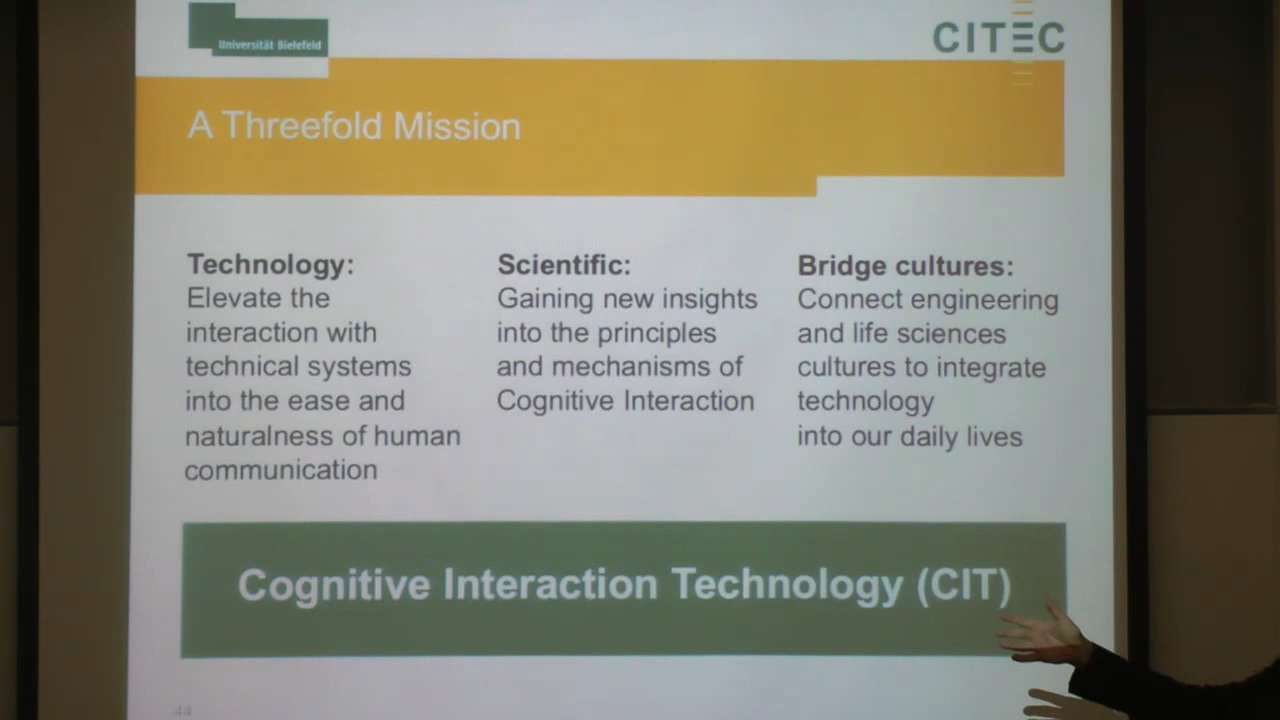 Universität Bielefeld
CITEC
A Threefold Mission
Technology:
Elevate the
interaction with
technical systems
into the ease and
naturalness of human
communication
Scientific:
Gaining new insights
into the principles
and mechanisms of
Cognitive Interaction
Bridge cultures:
Connect engineering
and life sciences
cultures to integrate
technology
into our daily lives
Cognitive Interaction Technology (CIT)
44